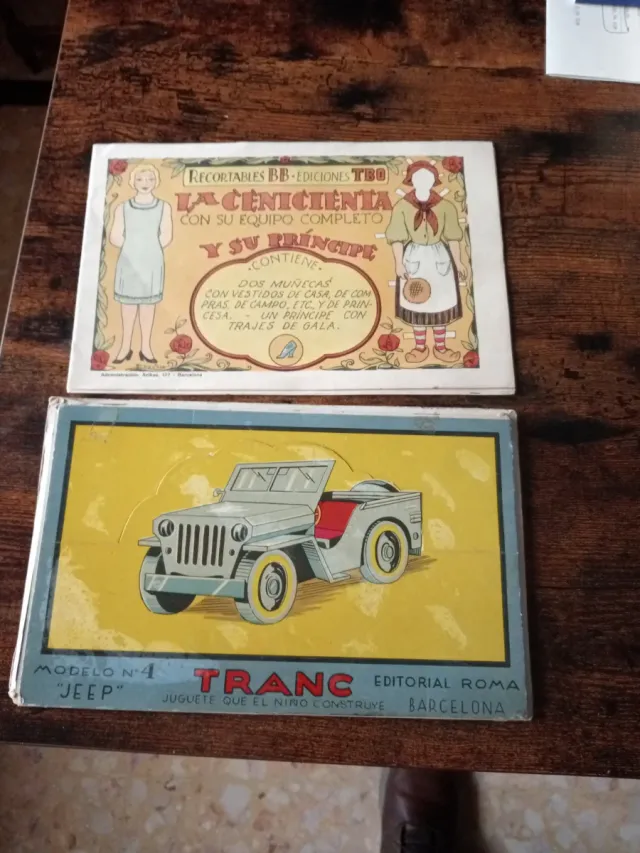 RECORTABLES BB - EDICIONES TBO
LA CENICIENTA
CON SU EQUIPO COMPLETO
Y SU PRÍNCIPE
· CONTIENE ·
DOS MUÑECAS
CON VESTIDOS DE CASA, DE COM-
PRAS, DE CAMPO, ETC., Y DE PRIN-
CESA. - UN PRÍNCIPE CON
TRAJES DE GALA.
Barcelona
MODELO Nº 4
"JEEP"
TRANC
JUGUETE QUE EL NIÑO CONSTRUYE
EDITORIAL ROMA
BARCELONA